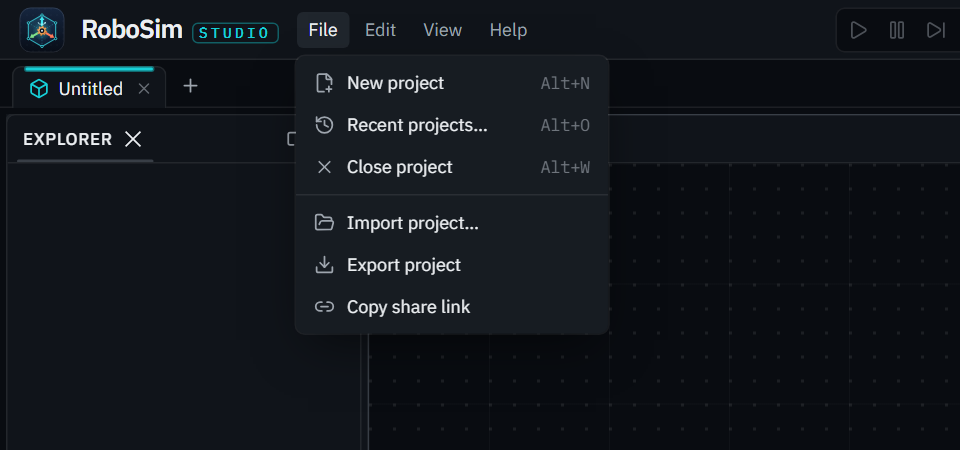 RoboSim STUDIO File Edit View Help
Untitled
EXPLORER
New project Alt+N
Recent projects... Alt+O
Close project Alt+W
Import project...
Export project
Copy share link